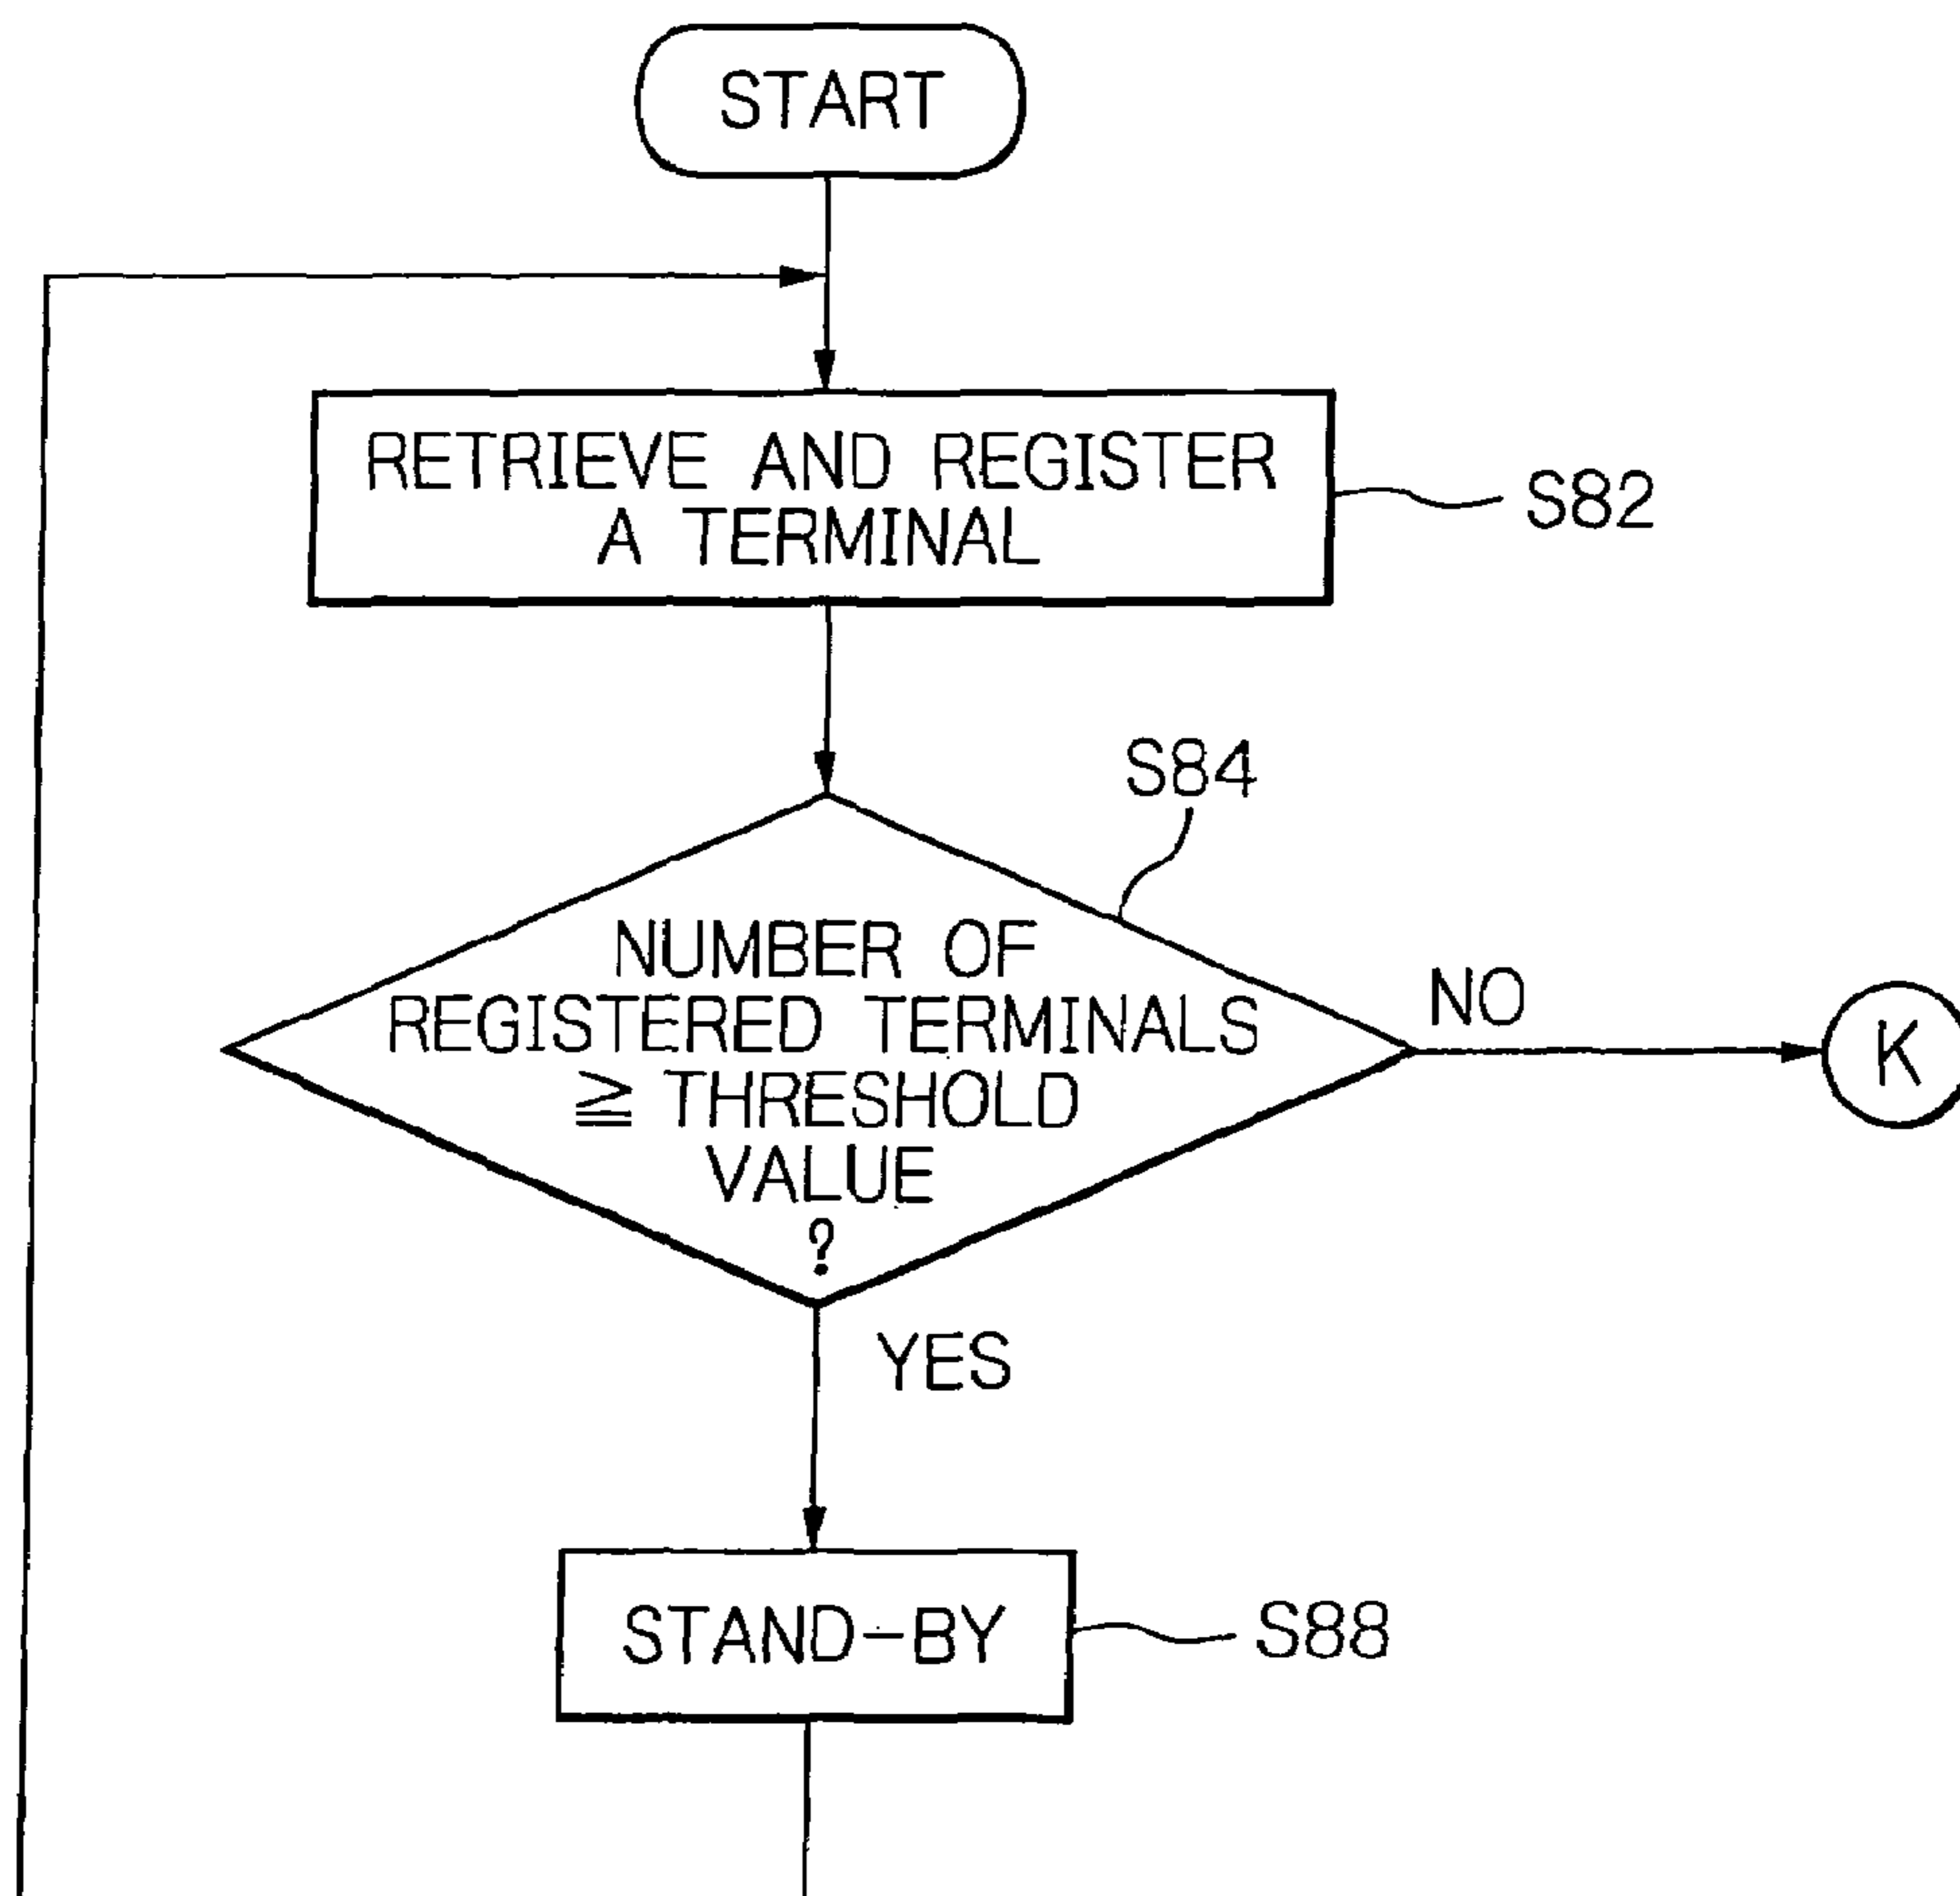 START
RETRIEVE AND REGISTER
A TERMINAL
S82
S84
NUMBER OF
REGISTERED TERMINALS
≧ THRESHOLD
VALUE
?
NO
K
YES
STAND-BY
S88